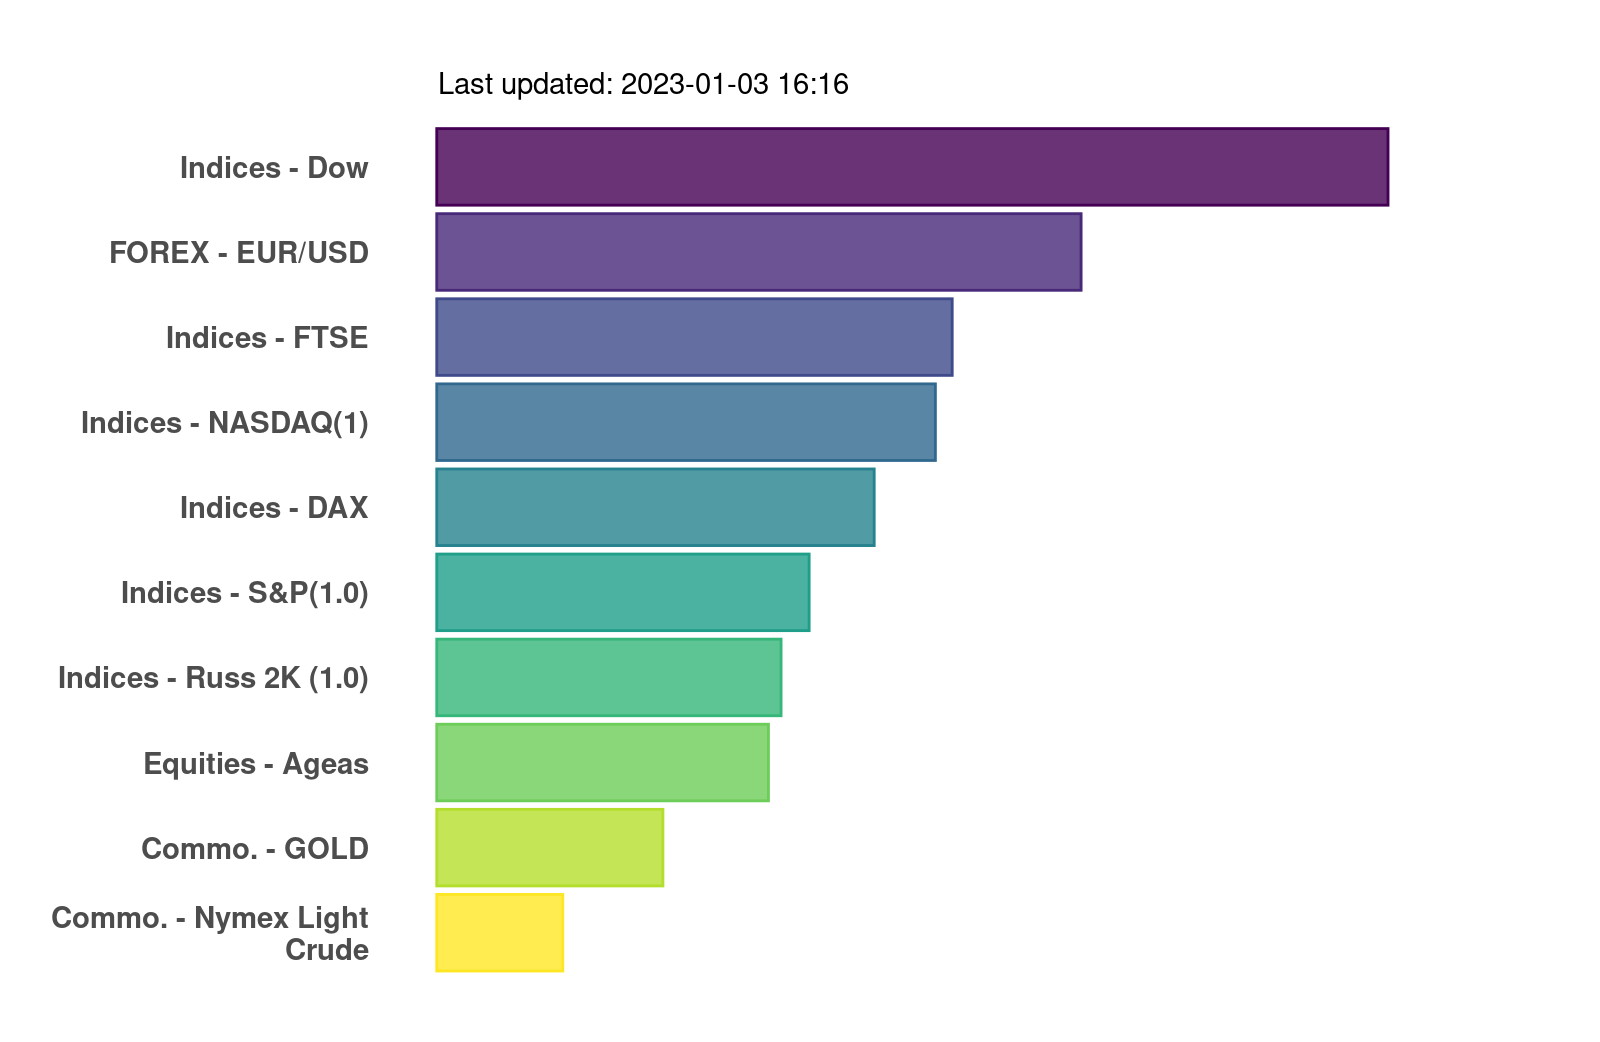 Last updated: 2023-01-03 16:16
Indices - Dow
FOREX - EUR/USD
Indices - FTSE
Indices - NASDAQ(1)
Indices - DAX
Indices - S&P(1.0)
Indices - Russ 2K (1.0)
Equities - Ageas
Commo. - GOLD
Commo. - Nymex Light
Crude